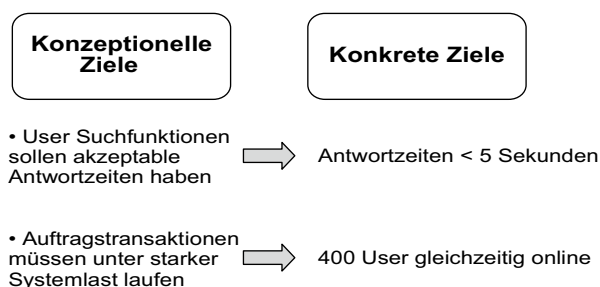 Konzeptionelle
Ziele
Konkrete Ziele
• User Suchfunktionen
sollen akzeptable
Antwortzeiten haben
Antwortzeiten < 5 Sekunden
• Auftragstransaktionen
müssen unter starker
Systemlast laufen
400 User gleichzeitig online